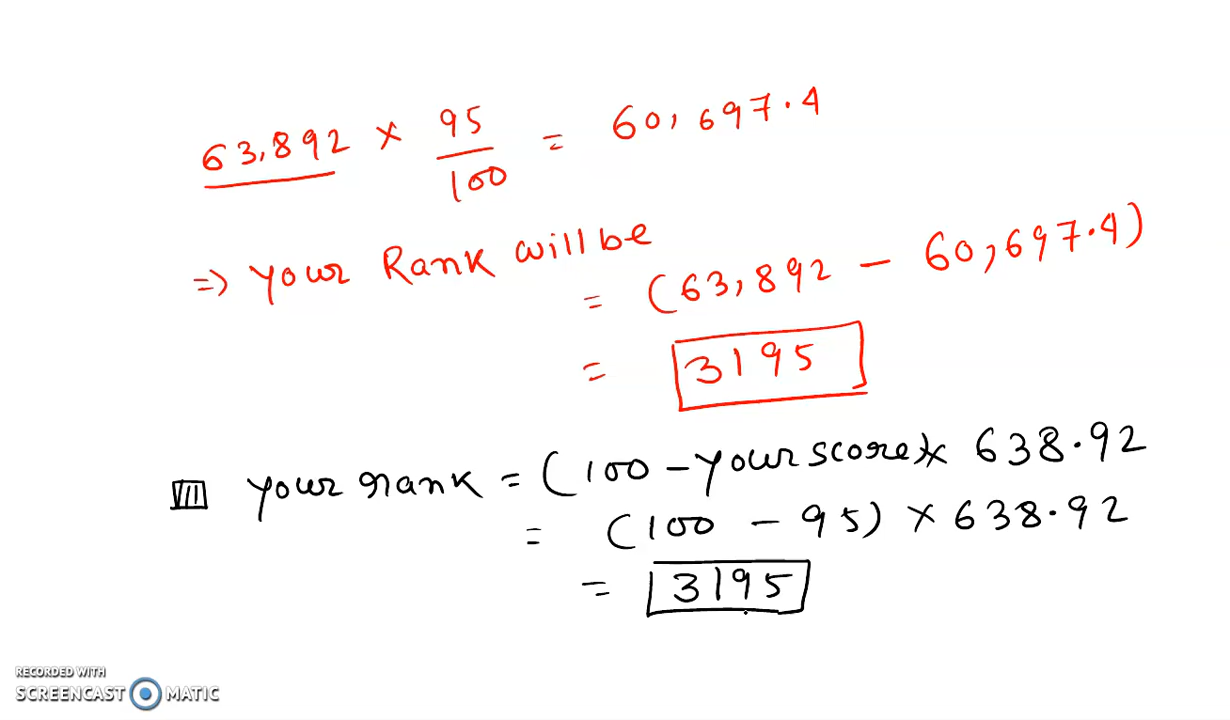 63,892 × 95/100 = 60,697.4
⇒ your Rank will be
= (63,892 − 60,697.4)
= 3195
VII your rank = (100 − your score) × 638.92
= (100 − 95) × 638.92
= 3195
RECORDED WITH
SCREENCAST MATIC